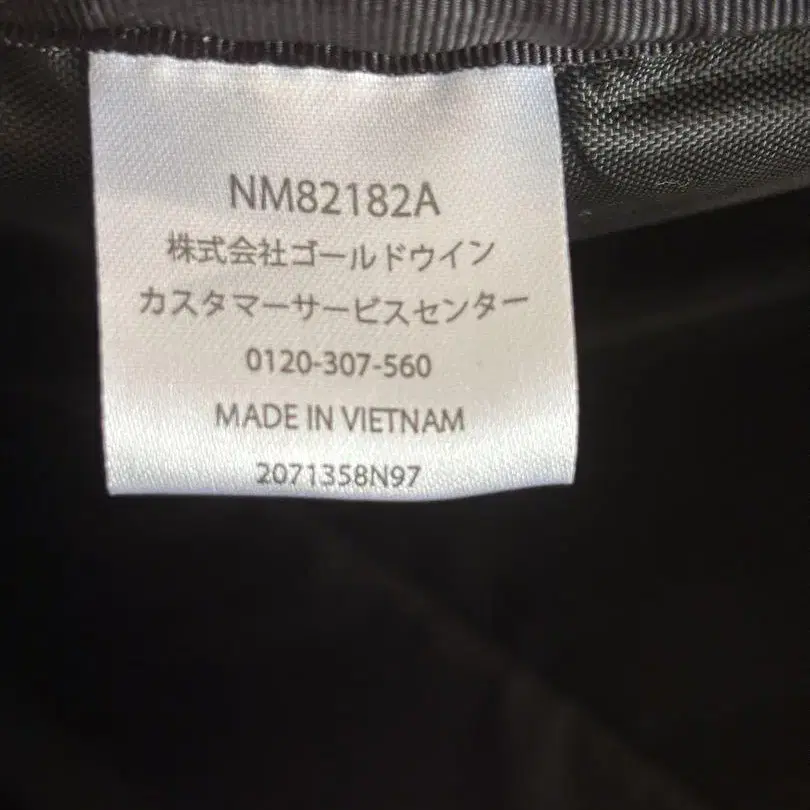 NM82182A
株式会社ゴールドウイン
カスタマーサービスセンター
0120-307-560
MADE IN VIETNAM
2071358N97